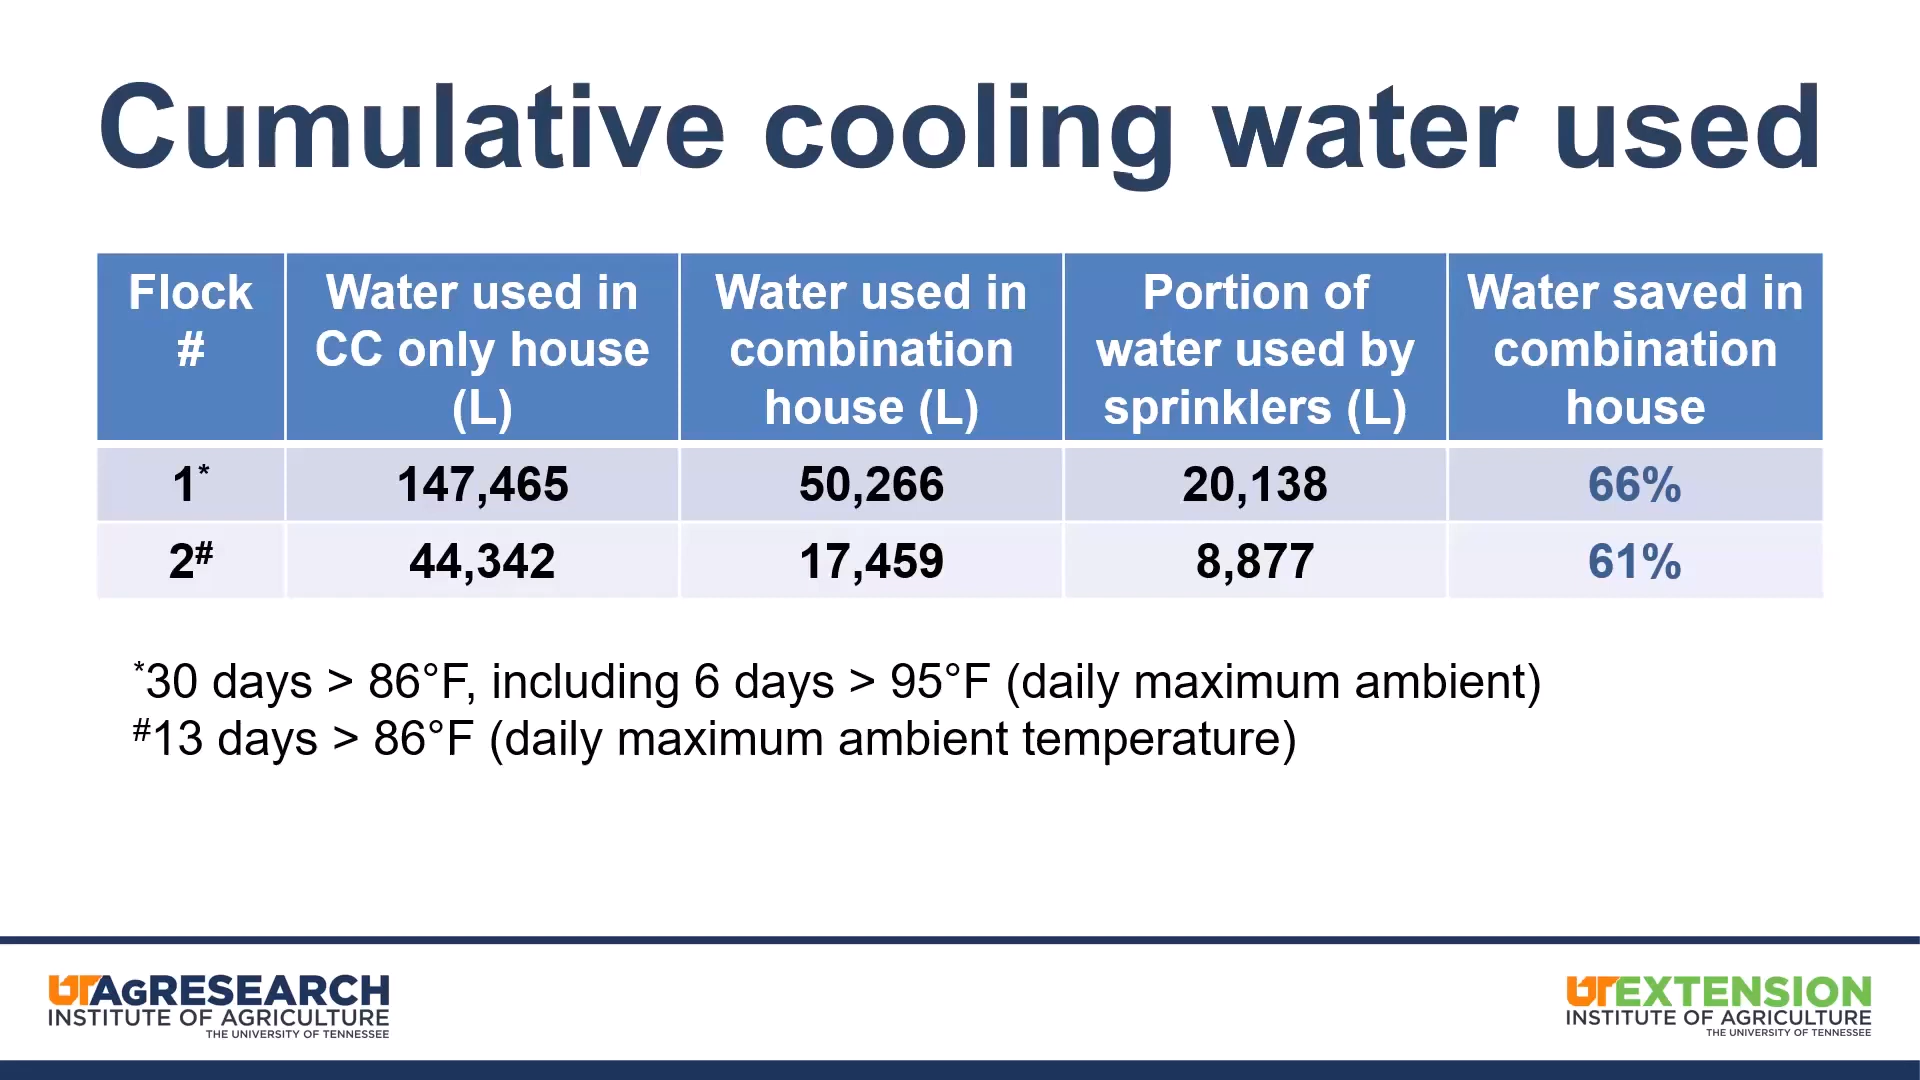 Cumulative cooling water used
Flock #
Water used in CC only house (L)
Water used in combination house (L)
Portion of water used by sprinklers (L)
Water saved in combination house
1* 147,465 50,266 20,138 66%
2# 44,342 17,459 8,877 61%
*30 days > 86°F, including 6 days > 95°F (daily maximum ambient)
#13 days > 86°F (daily maximum ambient temperature)
UTAgRESEARCH
INSTITUTE OF AGRICULTURE
THE UNIVERSITY OF TENNESSEE
UTEXTENSION
INSTITUTE OF AGRICULTURE
THE UNIVERSITY OF TENNESSEE